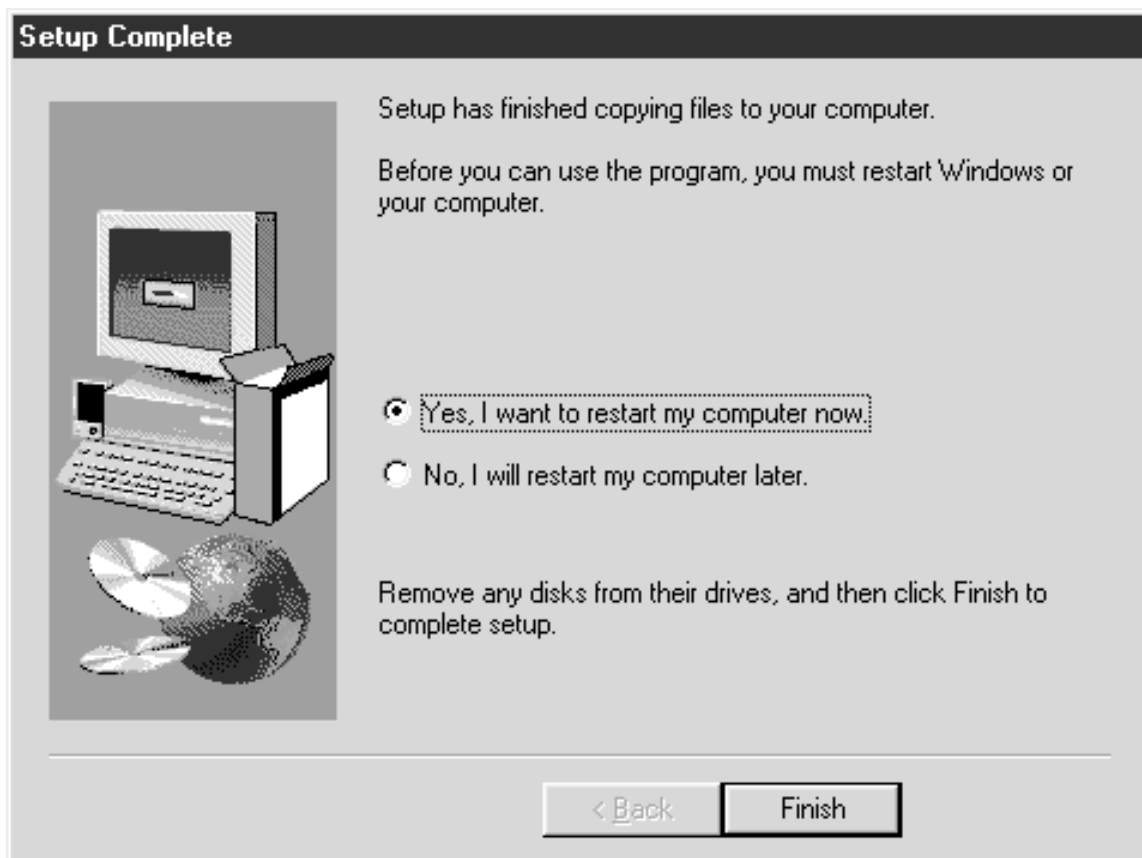 Setup Complete
Setup has finished copying files to your computer.
Before you can use the program, you must restart Windows or
your computer.
Yes, I want to restart my computer now.
No, I will restart my computer later.
Remove any disks from their drives, and then click Finish to
complete setup.
< Back
Finish